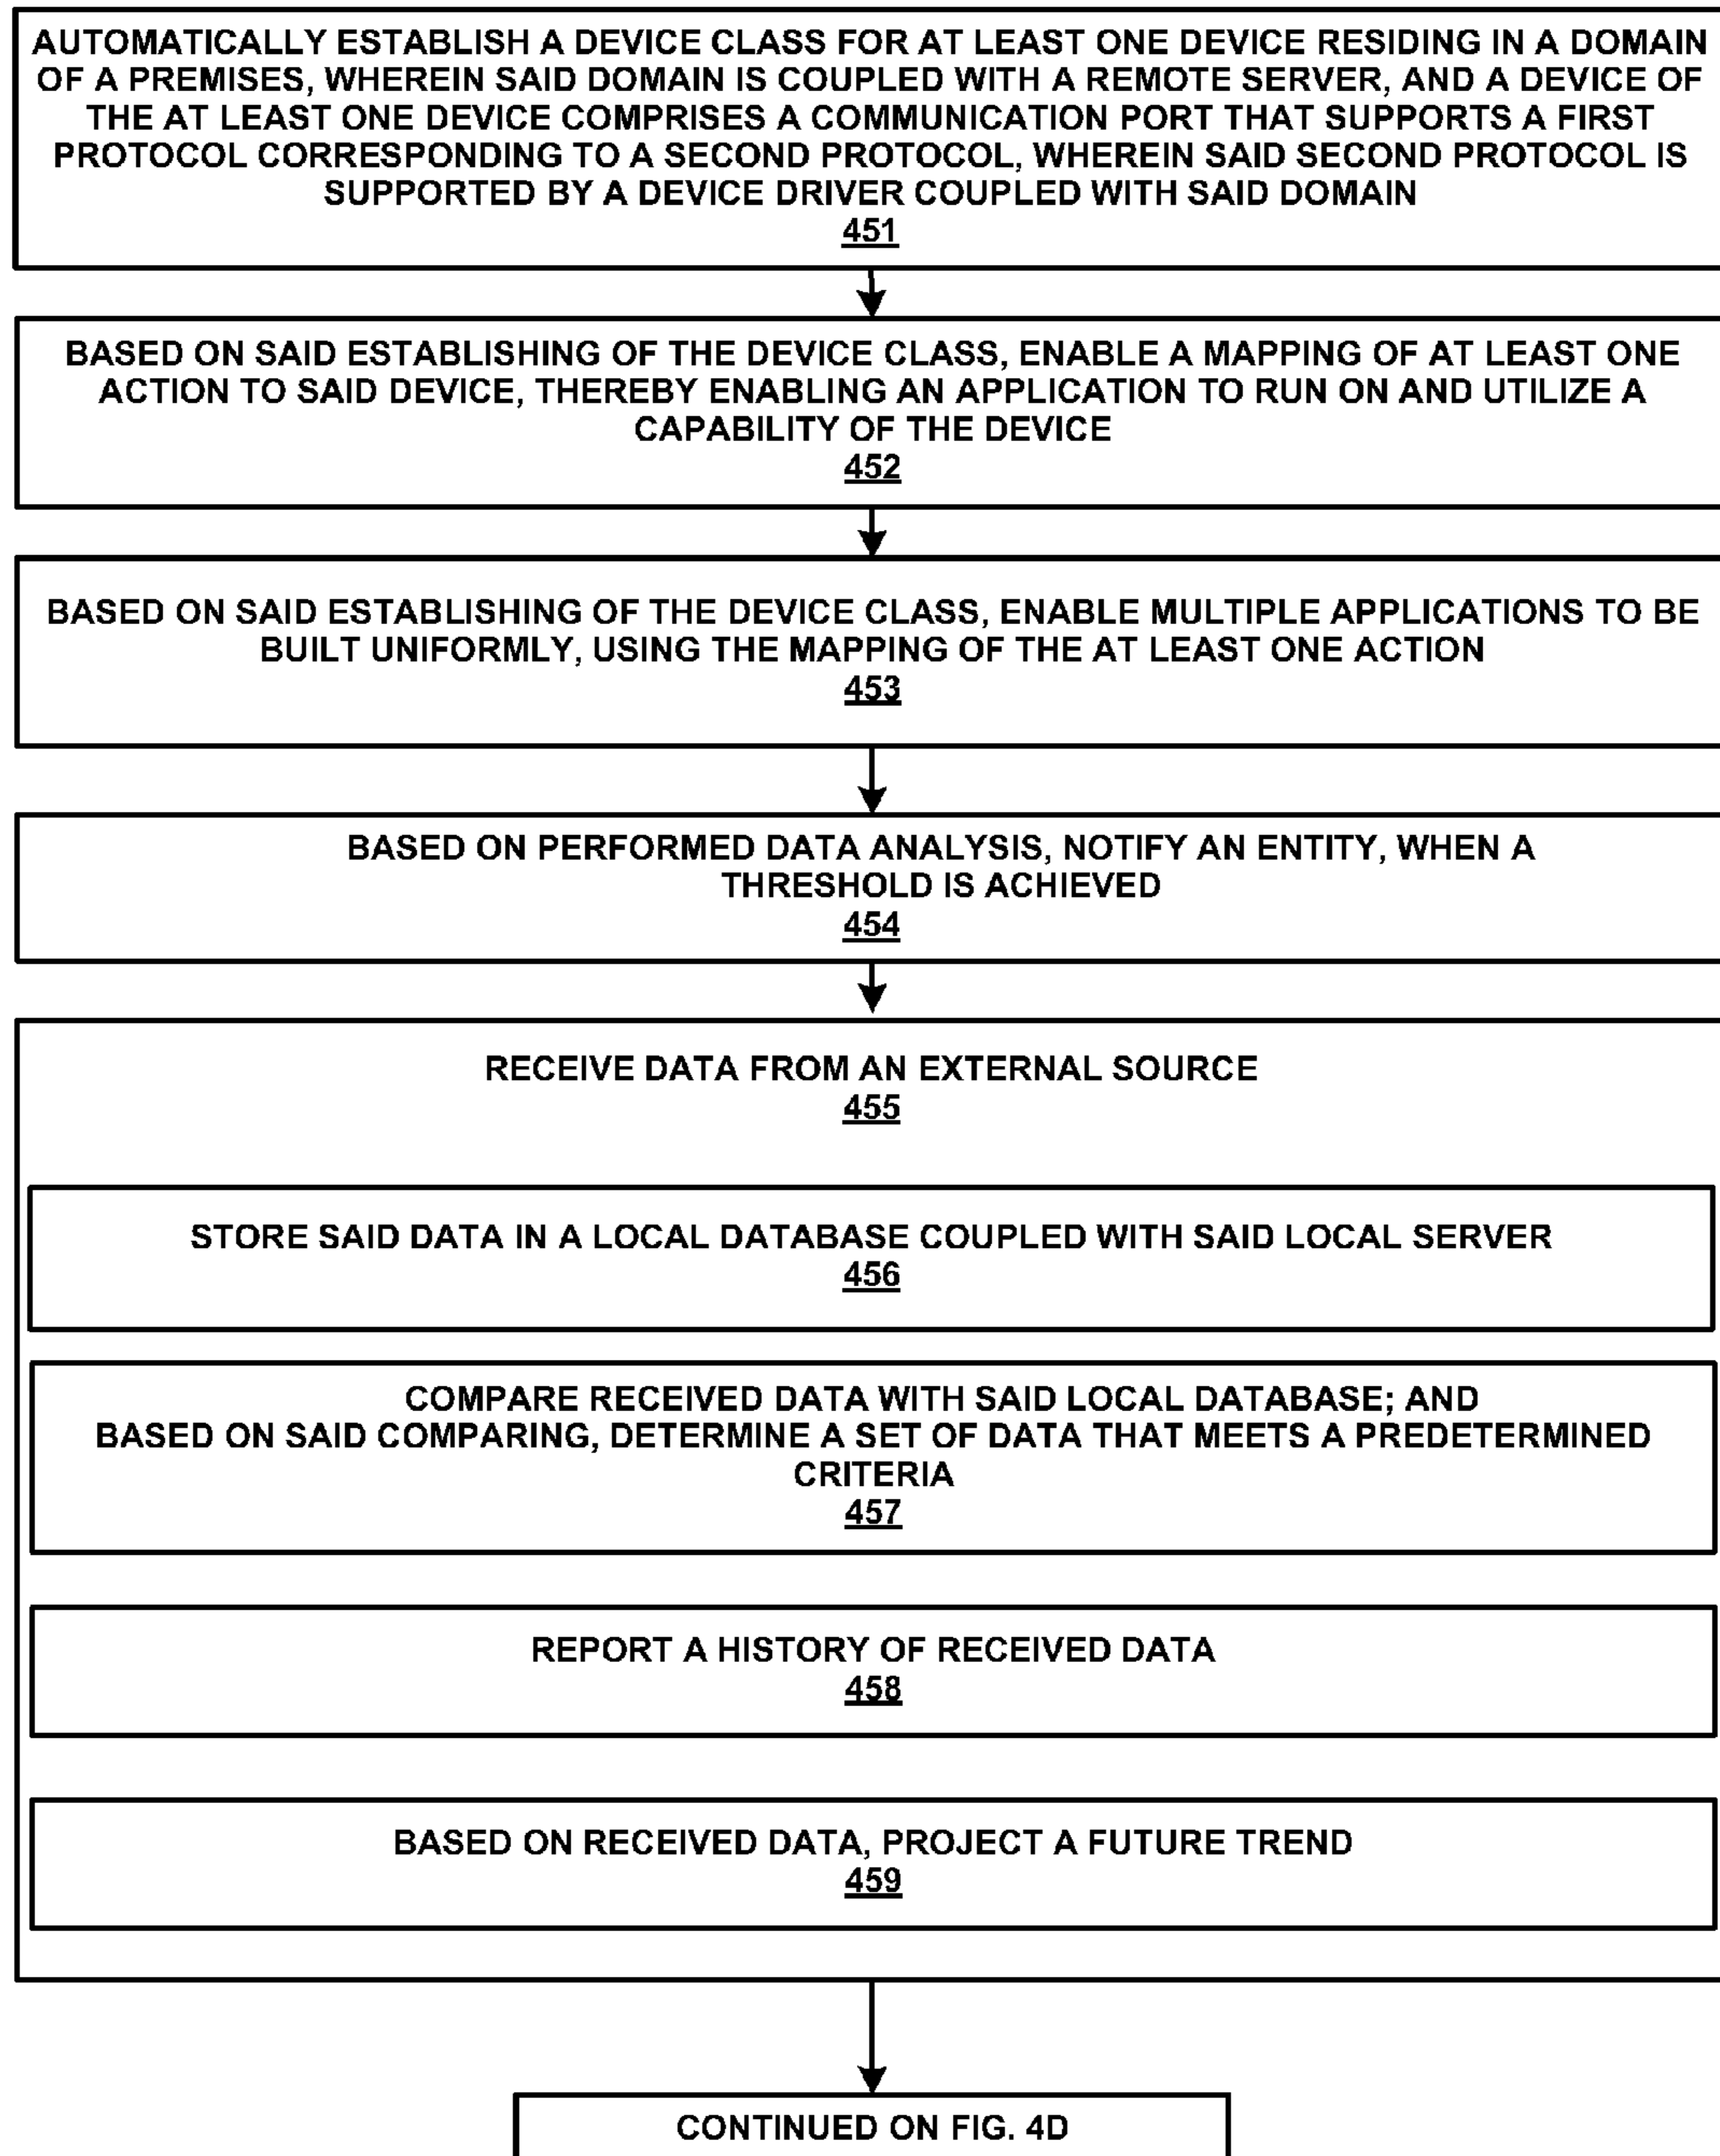 AUTOMATICALLY ESTABLISH A DEVICE CLASS FOR AT LEAST ONE DEVICE RESIDING IN A DOMAIN
OF A PREMISES, WHEREIN SAID DOMAIN IS COUPLED WITH A REMOTE SERVER, AND A DEVICE OF
THE AT LEAST ONE DEVICE COMPRISES A COMMUNICATION PORT THAT SUPPORTS A FIRST
PROTOCOL CORRESPONDING TO A SECOND PROTOCOL, WHEREIN SAID SECOND PROTOCOL IS
SUPPORTED BY A DEVICE DRIVER COUPLED WITH SAID DOMAIN
451
BASED ON SAID ESTABLISHING OF THE DEVICE CLASS, ENABLE A MAPPING OF AT LEAST ONE
ACTION TO SAID DEVICE, THEREBY ENABLING AN APPLICATION TO RUN ON AND UTILIZE A
CAPABILITY OF THE DEVICE
452
BASED ON SAID ESTABLISHING OF THE DEVICE CLASS, ENABLE MULTIPLE APPLICATIONS TO BE
BUILT UNIFORMLY, USING THE MAPPING OF THE AT LEAST ONE ACTION
453
BASED ON PERFORMED DATA ANALYSIS, NOTIFY AN ENTITY, WHEN A
THRESHOLD IS ACHIEVED
454
RECEIVE DATA FROM AN EXTERNAL SOURCE
455
STORE SAID DATA IN A LOCAL DATABASE COUPLED WITH SAID LOCAL SERVER
456
COMPARE RECEIVED DATA WITH SAID LOCAL DATABASE; AND
BASED ON SAID COMPARING, DETERMINE A SET OF DATA THAT MEETS A PREDETERMINED
CRITERIA
457
REPORT A HISTORY OF RECEIVED DATA
458
BASED ON RECEIVED DATA, PROJECT A FUTURE TREND
459
CONTINUED ON FIG. 4D